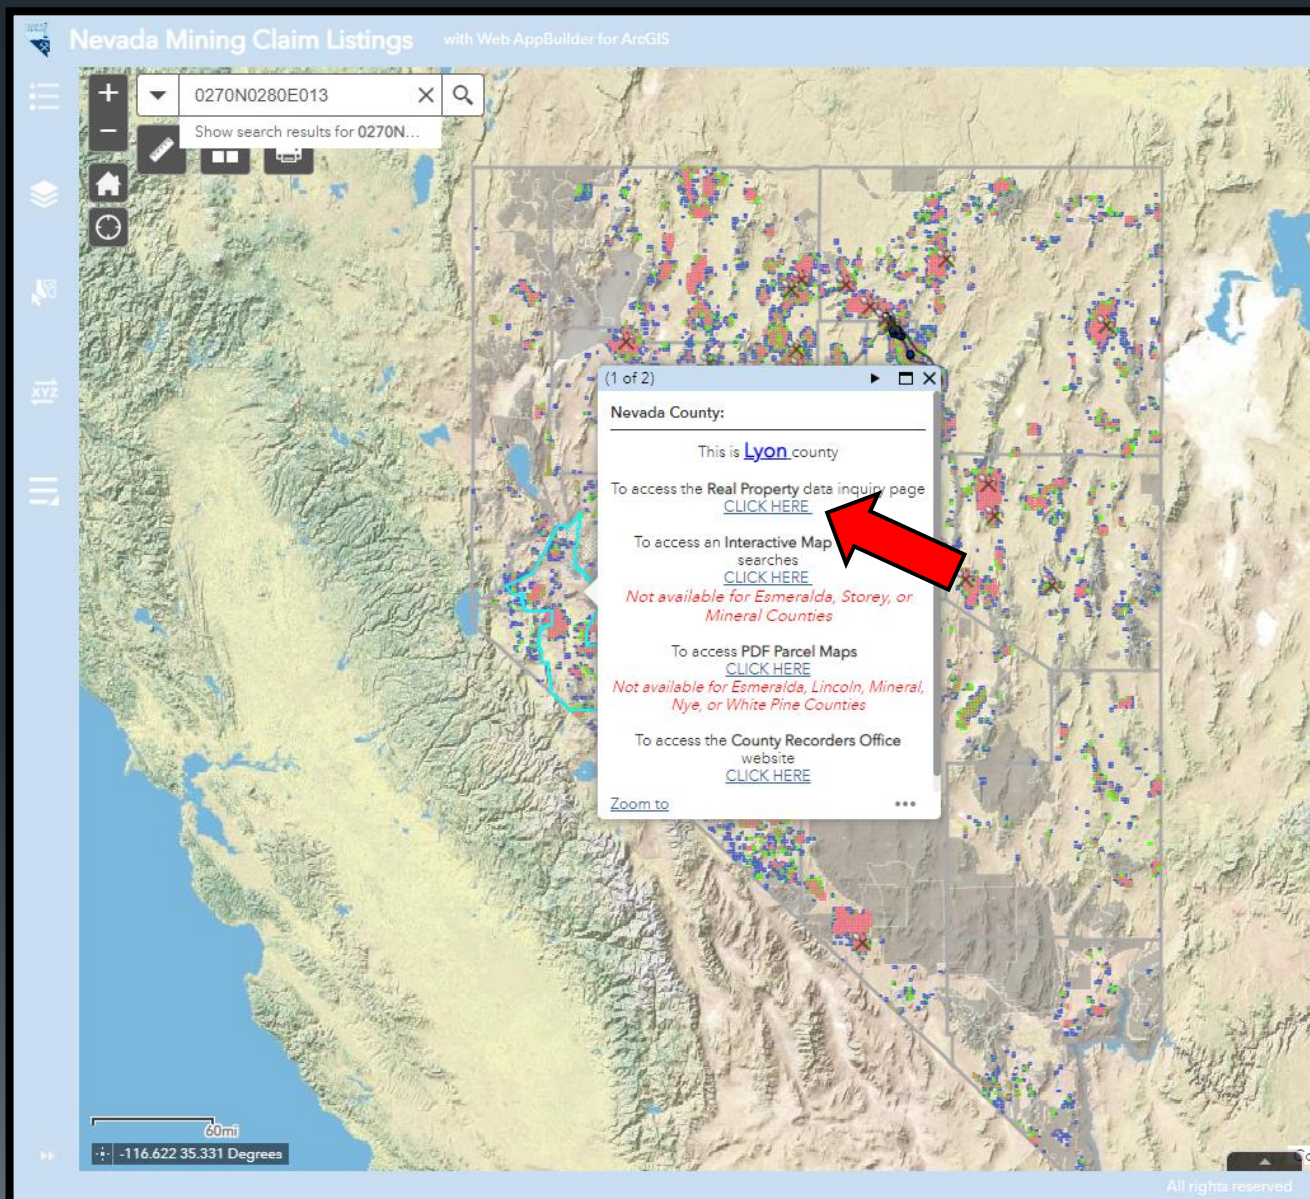 Nevada Mining Claim Listings with Web AppBuilder for ArcGIS
+
0270N0280E013
Show search results for 0270N...
−
XYZ
(1 of 2)
Nevada County:
This is Lyon county
To access the Real Property data inquiry page
CLICK HERE
To access an Interactive Map
searches
CLICK HERE
Not available for Esmeralda, Storey, or
Mineral Counties
To access PDF Parcel Maps
CLICK HERE
Not available for Esmeralda, Lincoln, Mineral,
Nye, or White Pine Counties
To access the County Recorders Office
website
CLICK HERE
Zoom to
60mi
-116.622 35.331 Degrees
All rights reserved